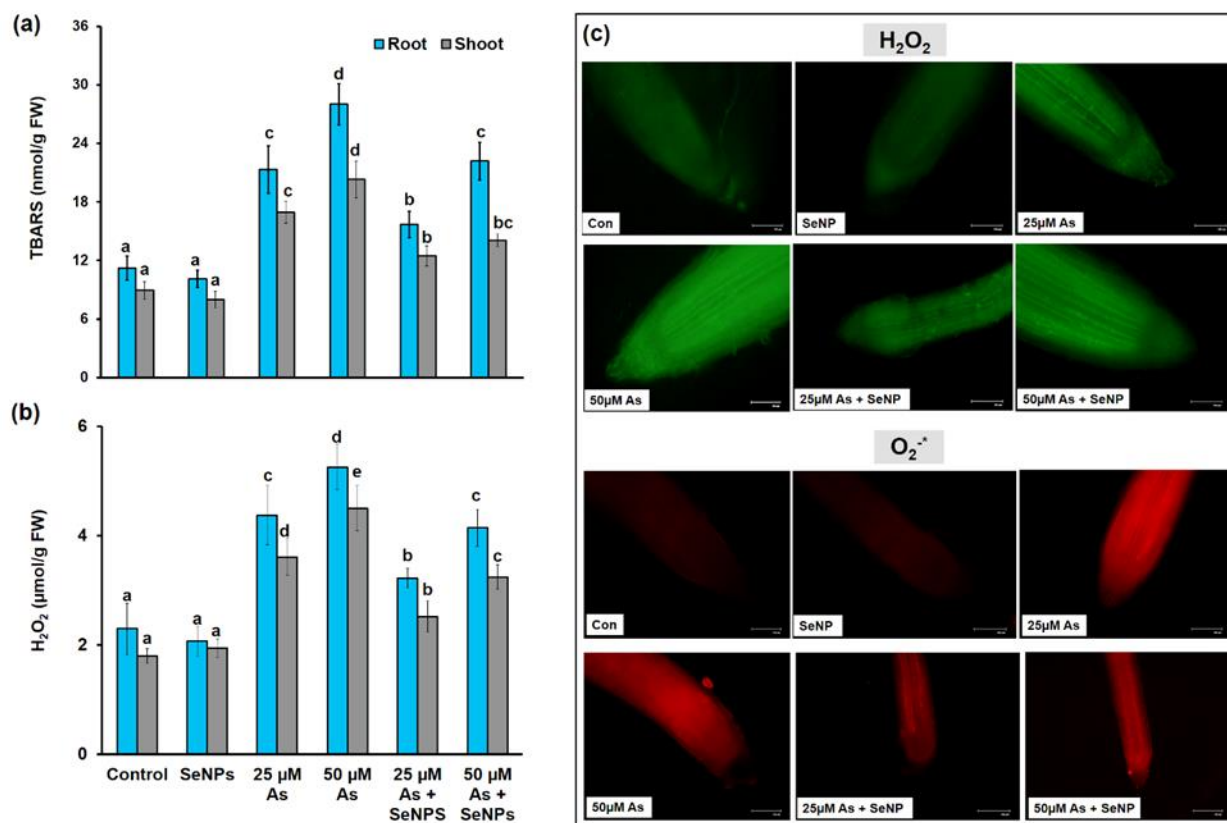 (a)
36
30
24
18
12
6
0
TBARS (nmol/g FW)
Root Shoot
a a a a c c d d b b c bc
(b)
6
4
2
0
H₂O₂ (µmol/g FW)
a a a a c d d e b b c c
Control SeNPs 25 µM As 50 µM As 25 µM As + SeNPS 50 µM As + SeNPs
(c)
H₂O₂
Con SeNP 25µM As
50µM As 25µM As + SeNP 50µM As + SeNP
O₂⁻*
Con SeNP 25µM As
50µM As 25µM As + SeNP 50µM As + SeNP